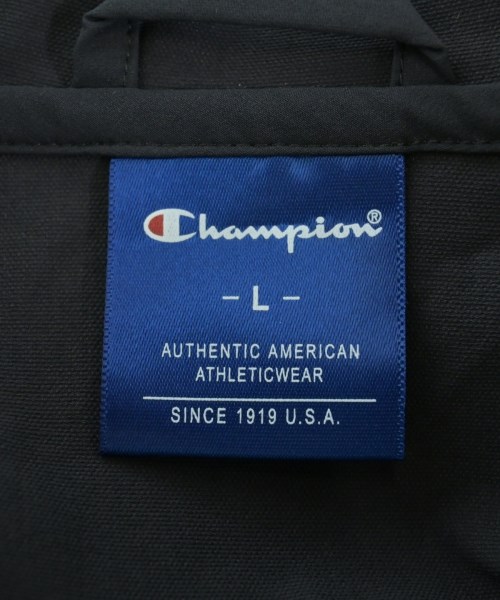 Champion®
- L -
AUTHENTIC AMERICAN
ATHLETICWEAR
SINCE 1919 U.S.A.